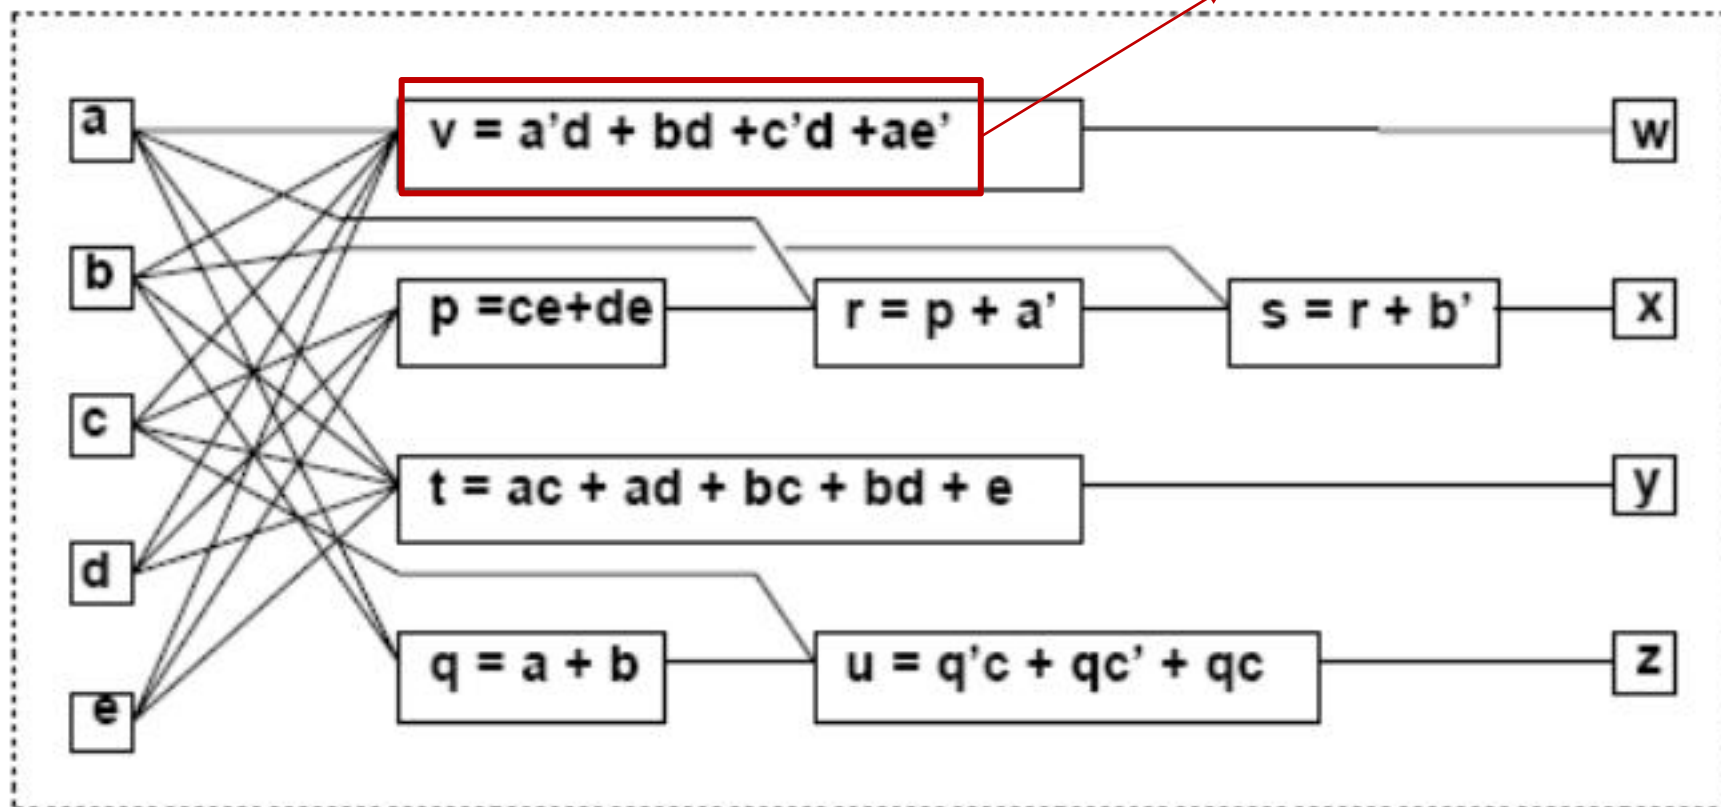 a
v = a’d + bd +c’d +ae’
w
b
p =ce+de
r = p + a’
s = r + b’
x
c
t = ac + ad + bc + bd + e
y
d
q = a + b
u = q’c + qc’ + qc
z
e